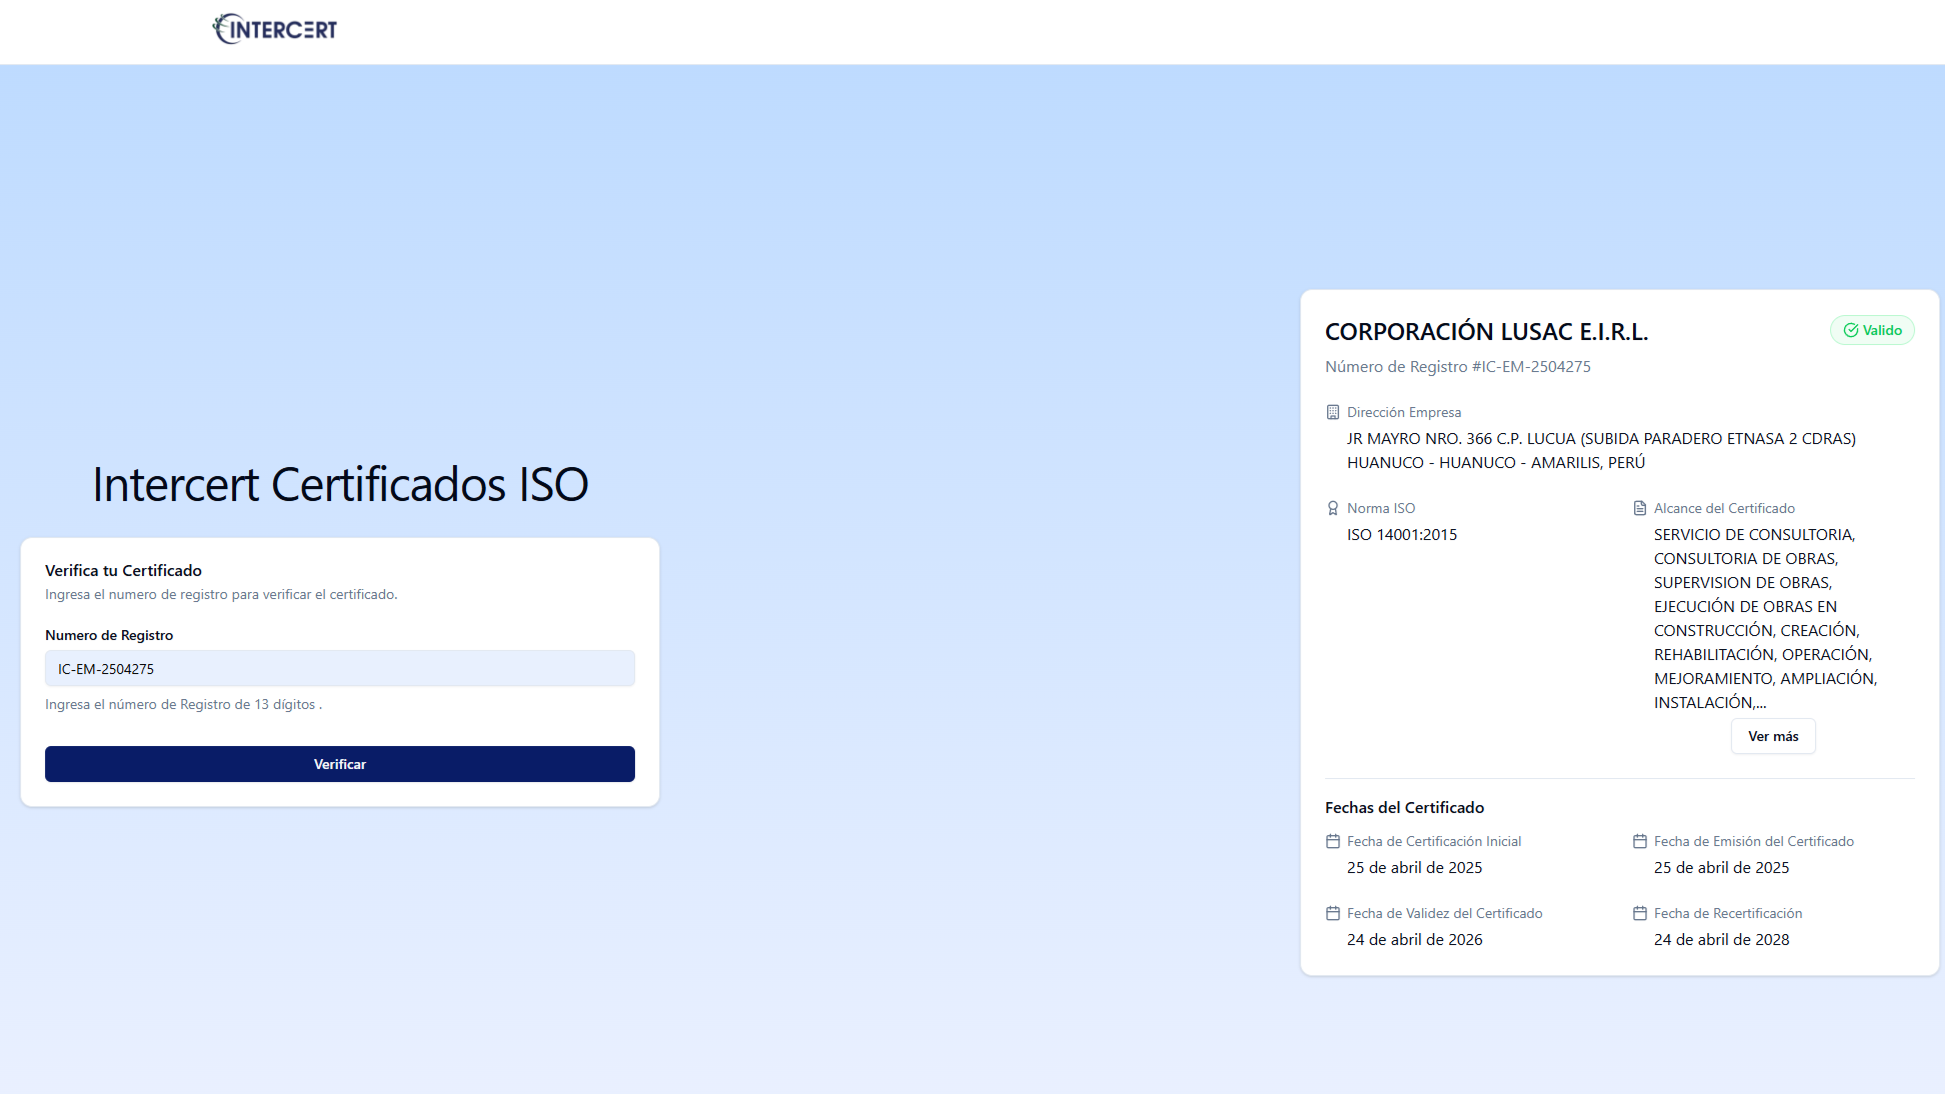 INTERCERT
Intercert Certificados ISO
Verifica tu Certificado
Ingresa el numero de registro para verificar el certificado.
Numero de Registro
IC-EM-2504275
Ingresa el número de Registro de 13 dígitos .
Verificar
CORPORACIÓN LUSAC E.I.R.L.
Valido
Número de Registro #IC-EM-2504275
Dirección Empresa
JR MAYRO NRO. 366 C.P. LUCUA (SUBIDA PARADERO ETNASA 2 CDRAS)
HUANUCO - HUANUCO - AMARILIS, PERÚ
Norma ISO
ISO 14001:2015
Alcance del Certificado
SERVICIO DE CONSULTORIA,
CONSULTORIA DE OBRAS,
SUPERVISION DE OBRAS,
EJECUCIÓN DE OBRAS EN
CONSTRUCCIÓN, CREACIÓN,
REHABILITACIÓN, OPERACIÓN,
MEJORAMIENTO, AMPLIACIÓN,
INSTALACIÓN,...
Ver más
Fechas del Certificado
Fecha de Certificación Inicial
25 de abril de 2025
Fecha de Emisión del Certificado
25 de abril de 2025
Fecha de Validez del Certificado
24 de abril de 2026
Fecha de Recertificación
24 de abril de 2028